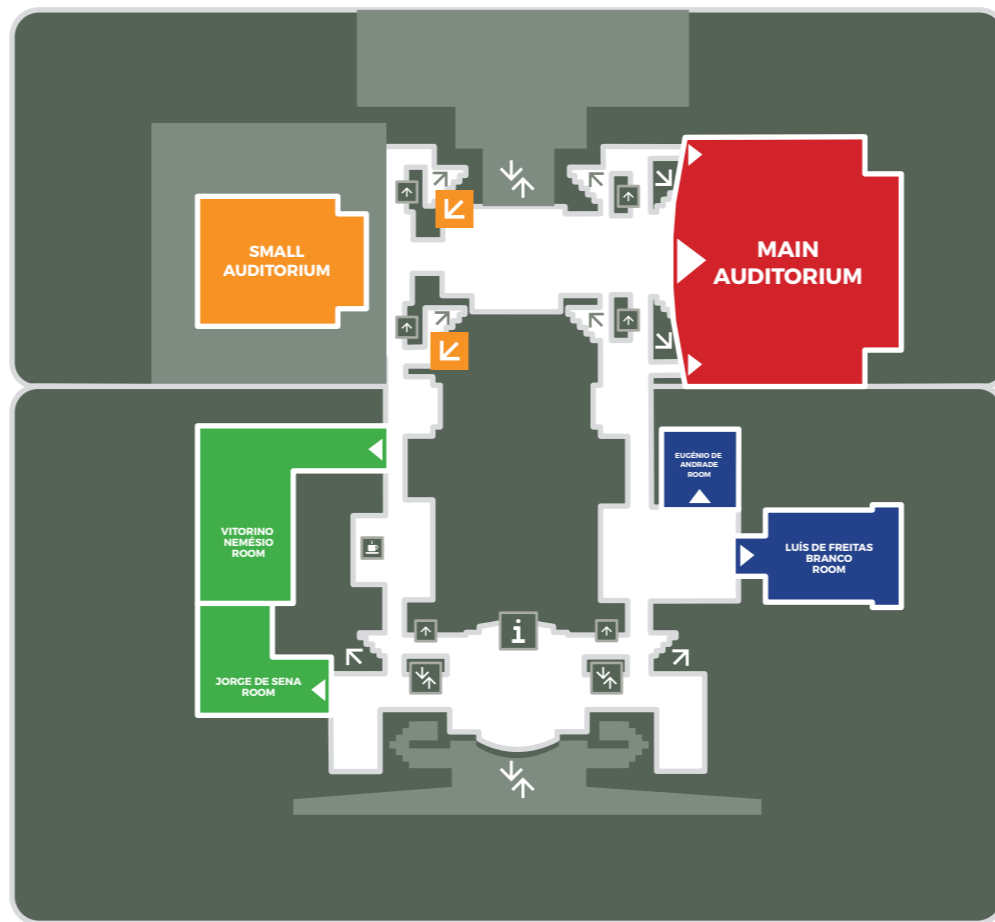 SMALL
AUDITORIUM
MAIN
AUDITORIUM
EUGÉNIO DE
ANDRADE
ROOM
VITORINO
NEMÉSIO
ROOM
LUÍS DE FREITAS
BRANCO
ROOM
i
JORGE DE SENA
ROOM